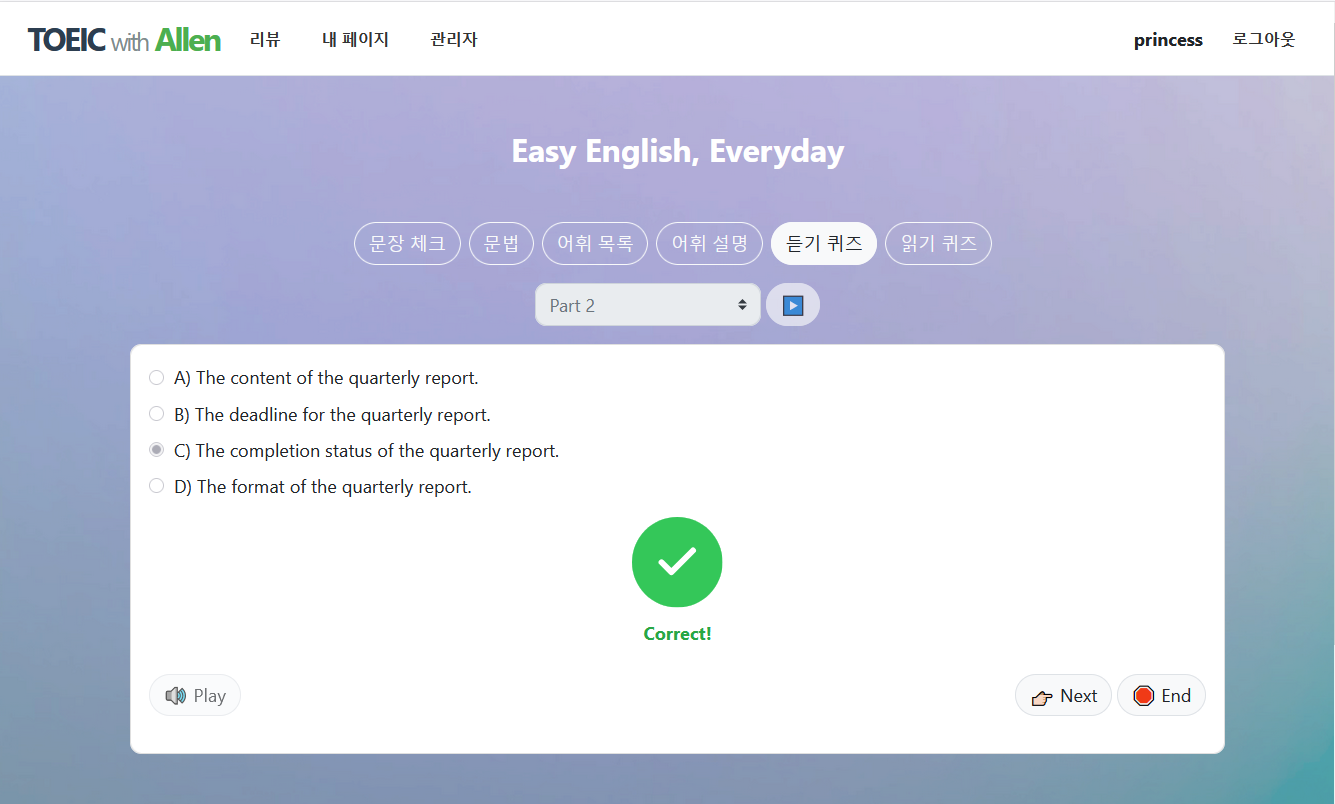 TOEIC with Allen 리뷰 내 페이지 관리자 princess 로그아웃
Easy English, Everyday
문장 체크 문법 어휘 목록 어휘 설명 듣기 퀴즈 읽기 퀴즈
Part 2
A) The content of the quarterly report.
B) The deadline for the quarterly report.
C) The completion status of the quarterly report.
D) The format of the quarterly report.
Correct!
Play Next End